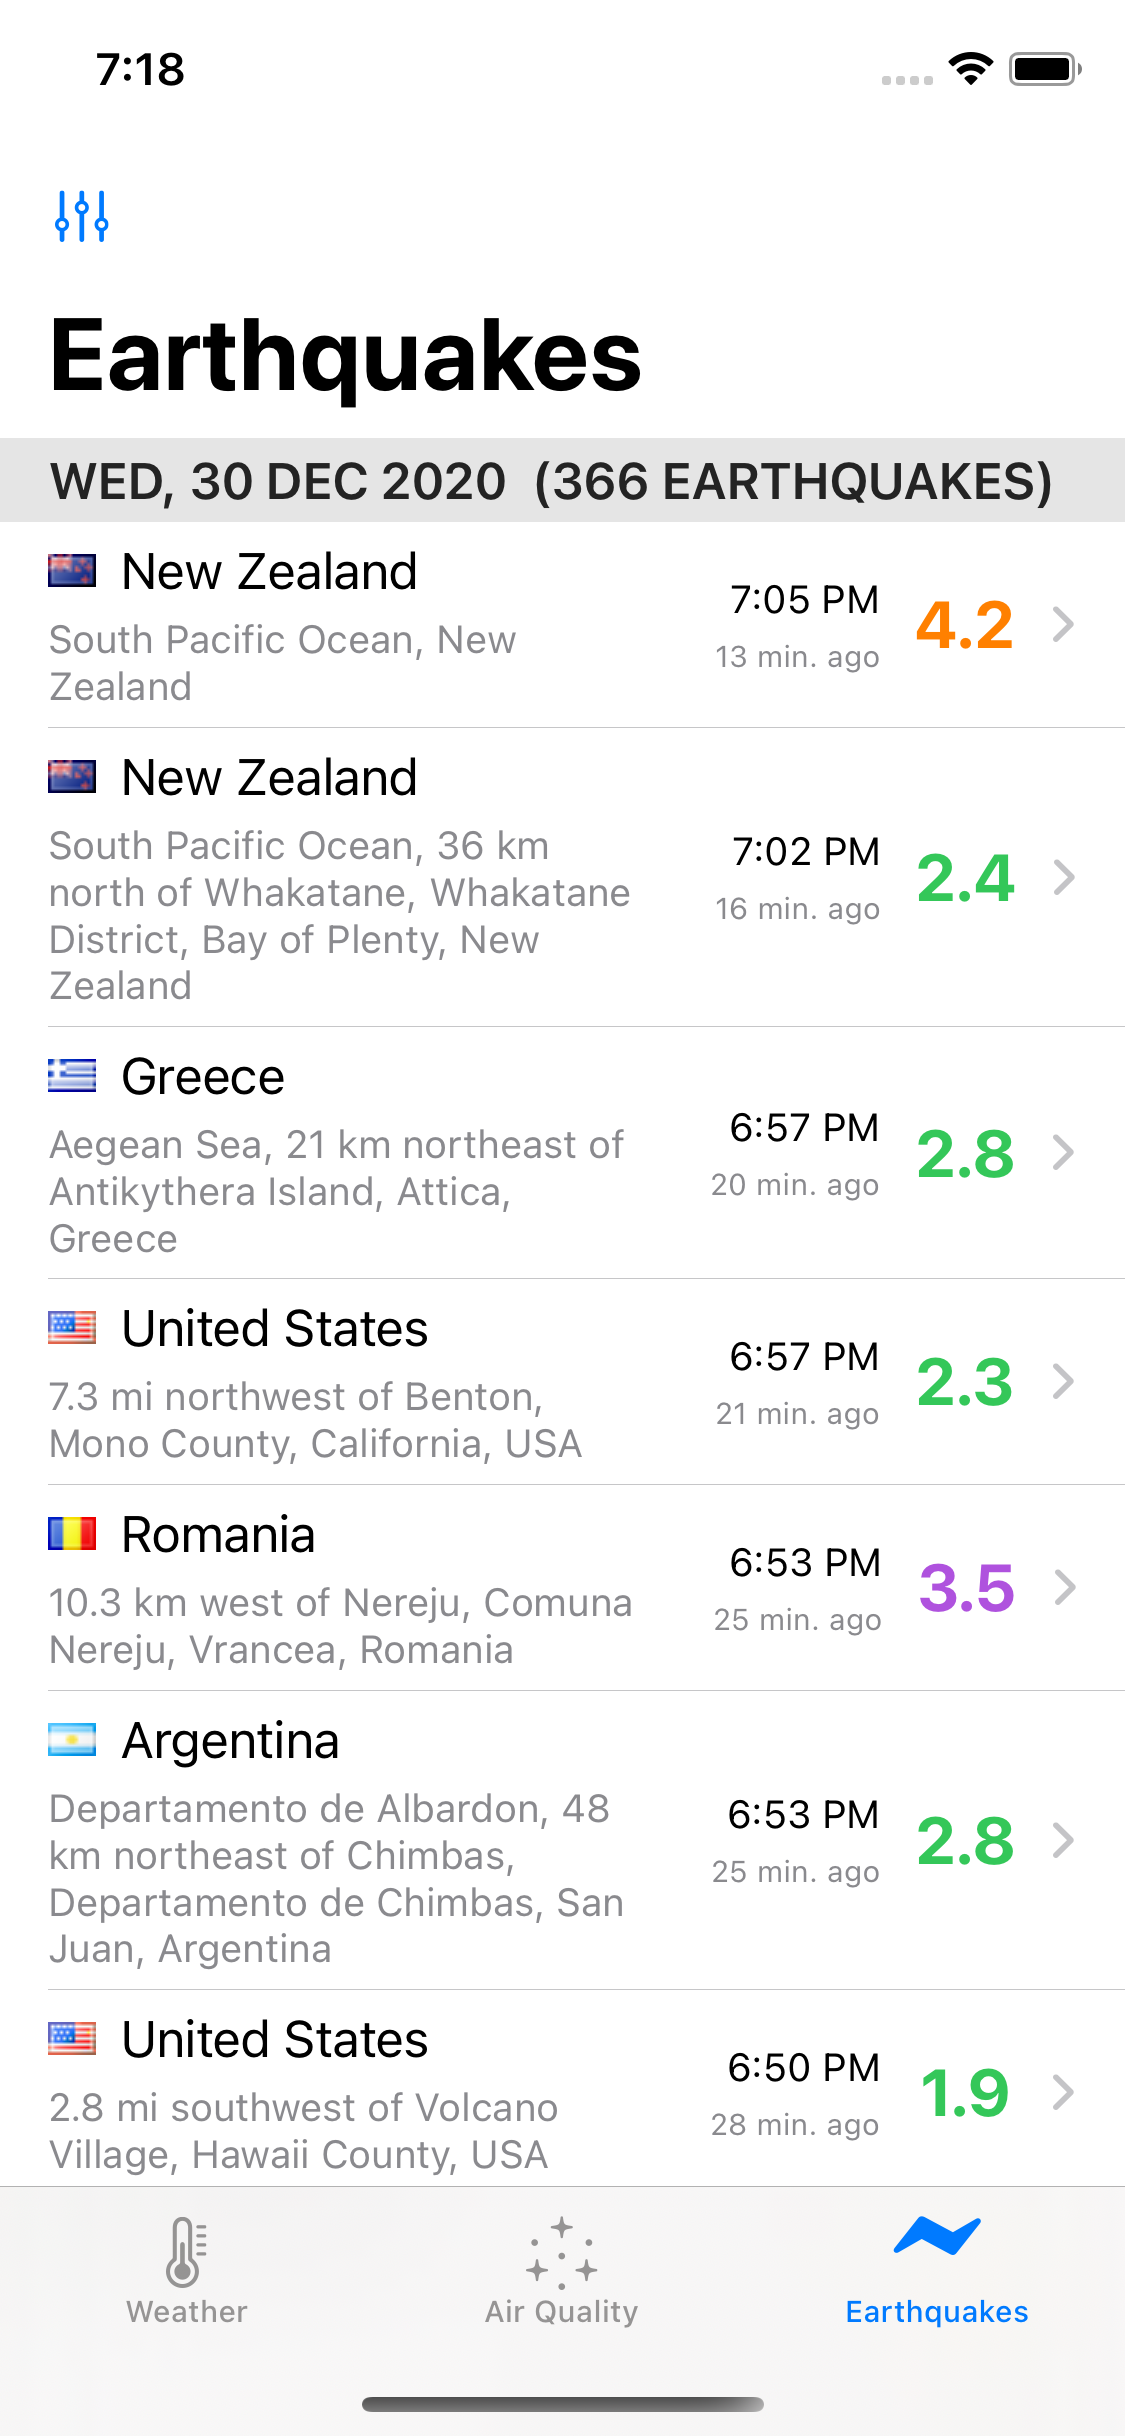 7:18
Earthquakes
WED, 30 DEC 2020 (366 EARTHQUAKES)
New Zealand
South Pacific Ocean, New
Zealand
7:05 PM
13 min. ago
4.2
New Zealand
South Pacific Ocean, 36 km
north of Whakatane, Whakatane
District, Bay of Plenty, New
Zealand
7:02 PM
16 min. ago
2.4
Greece
Aegean Sea, 21 km northeast of
Antikythera Island, Attica,
Greece
6:57 PM
20 min. ago
2.8
United States
7.3 mi northwest of Benton,
Mono County, California, USA
6:57 PM
21 min. ago
2.3
Romania
10.3 km west of Nereju, Comuna
Nereju, Vrancea, Romania
6:53 PM
25 min. ago
3.5
Argentina
Departamento de Albardon, 48
km northeast of Chimbas,
Departamento de Chimbas, San
Juan, Argentina
6:53 PM
25 min. ago
2.8
United States
2.8 mi southwest of Volcano
Village, Hawaii County, USA
6:50 PM
28 min. ago
1.9
Weather
Air Quality
Earthquakes